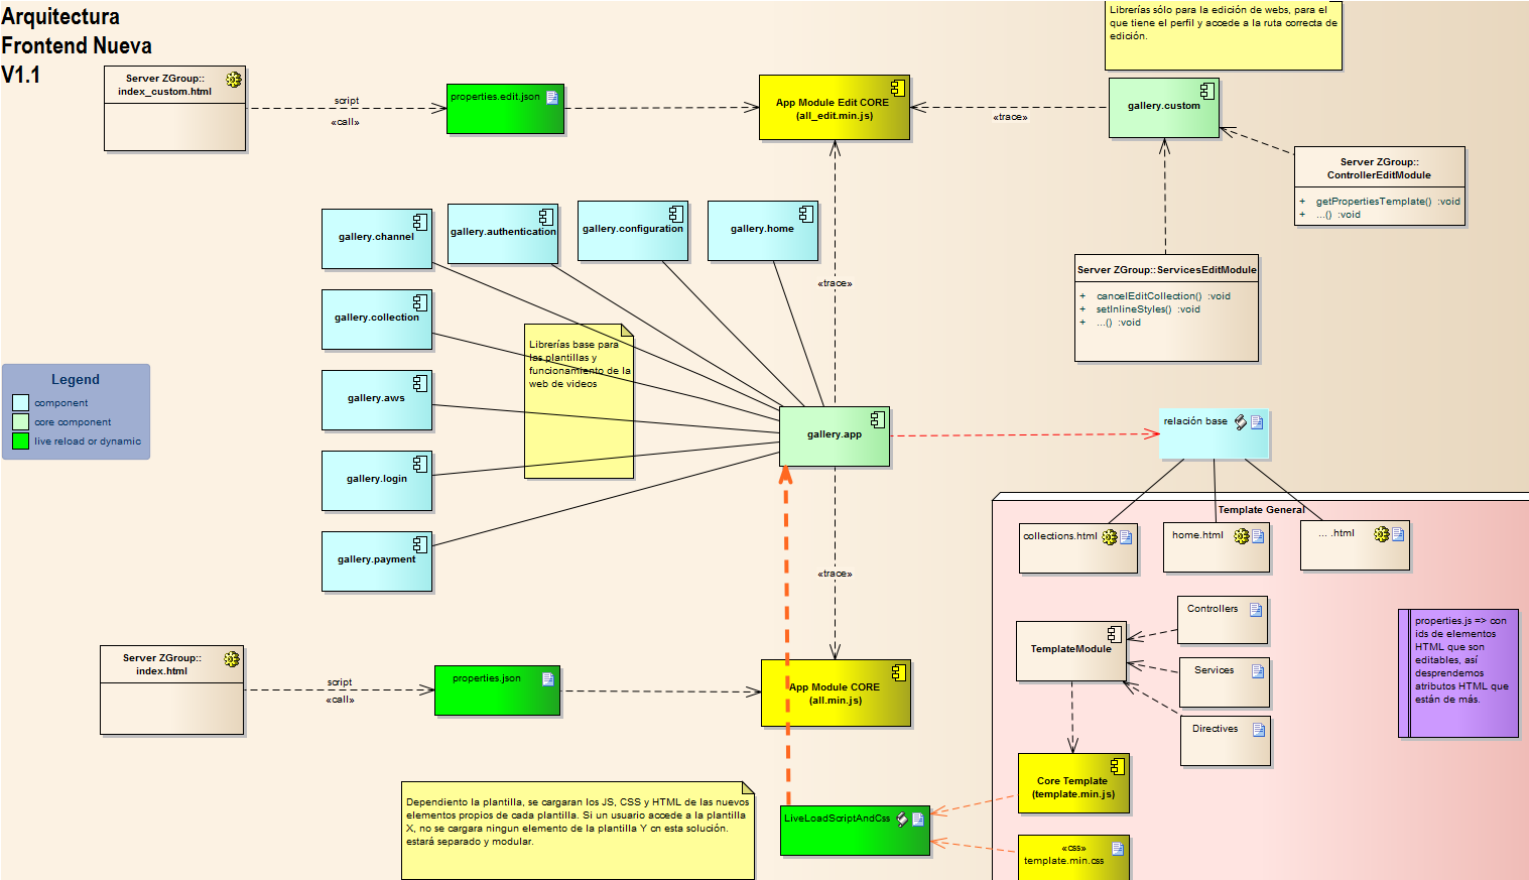 Arquitectura
Frontend Nueva
V1.1
Librerías sólo para la edición de webs, para el
que tiene el perfil y accede a la ruta correcta de
edición.
Server ZGroup::
index_custom.html
script
«call»
properties.edit.json
App Module Edit CORE
(all_edit.min.js)
«trace»
gallery.custom
Server ZGroup::
ControllerEditModule
+ getPropertiesTemplate() :void
+ ...() :void
Server ZGroup::ServicesEditModule
+ cancelEditCollection() :void
+ setInlineStyles() :void
+ ...() :void
gallery.channel
gallery.authentication
gallery.configuration
gallery.home
«trace»
gallery.collection
Librerías base para
las plantillas y
funcionamiento de la
web de videos
Legend
component
core component
live reload or dynamic
gallery.aws
gallery.app
relación base
gallery.login
gallery.payment
«trace»
Template General
collections.html
home.html
... .html
Controllers
TemplateModule
Services
Directives
properties.js => con
ids de elementos
HTML que son
editables, así
desprendemos
atributos HTML que
están de más.
Server ZGroup::
index.html
script
«call»
properties.json
App Module CORE
(all.min.js)
Core Template
(template.min.js)
Dependiento la plantilla, se cargaran los JS, CSS y HTML de las nuevos
elementos propios de cada plantilla. Si un usuario accede a la plantilla
X, no se cargara ningun elemento de la plantilla Y cn esta solución.
estará separado y modular.
LiveLoadScriptAndCss
«css»
template.min.css